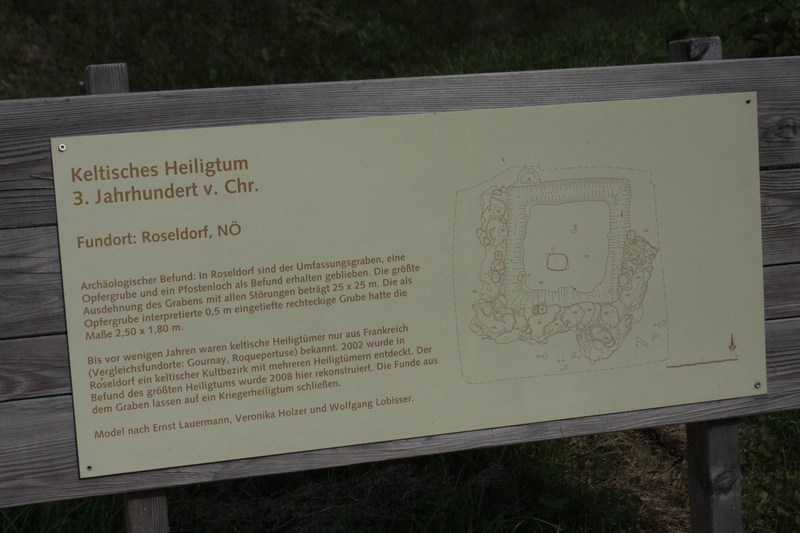 Keltisches Heiligtum
3. Jahrhundert v. Chr.
Fundort: Roseldorf, NÖ
Archäologischer Befund: In Roseldorf sind der Umfassungsgraben, eine
Opfergrube und ein Pfostenloch als Befund erhalten geblieben. Die größte
Ausdehnung des Grabens mit allen Störungen beträgt 25 x 25 m. Die als
Opfergrube interpretierte 0,5 m eingetiefte rechteckige Grube hatte die
Maße 2,50 x 1,80 m.
Bis vor wenigen Jahren waren keltische Heiligtümer nur aus Frankreich
(Vergleichsfundorte: Gournay, Roquepertuse) bekannt. 2002 wurde in
Roseldorf ein keltischer Kultbezirk mit mehreren Heiligtümern entdeckt. Der
Befund des größten Heiligtums wurde 2008 hier rekonstruiert. Die Funde aus
dem Graben lassen auf ein Kriegerheiligtum schließen.
Model nach Ernst Lauermann, Veronika Holzer und Wolfgang Lobisser.